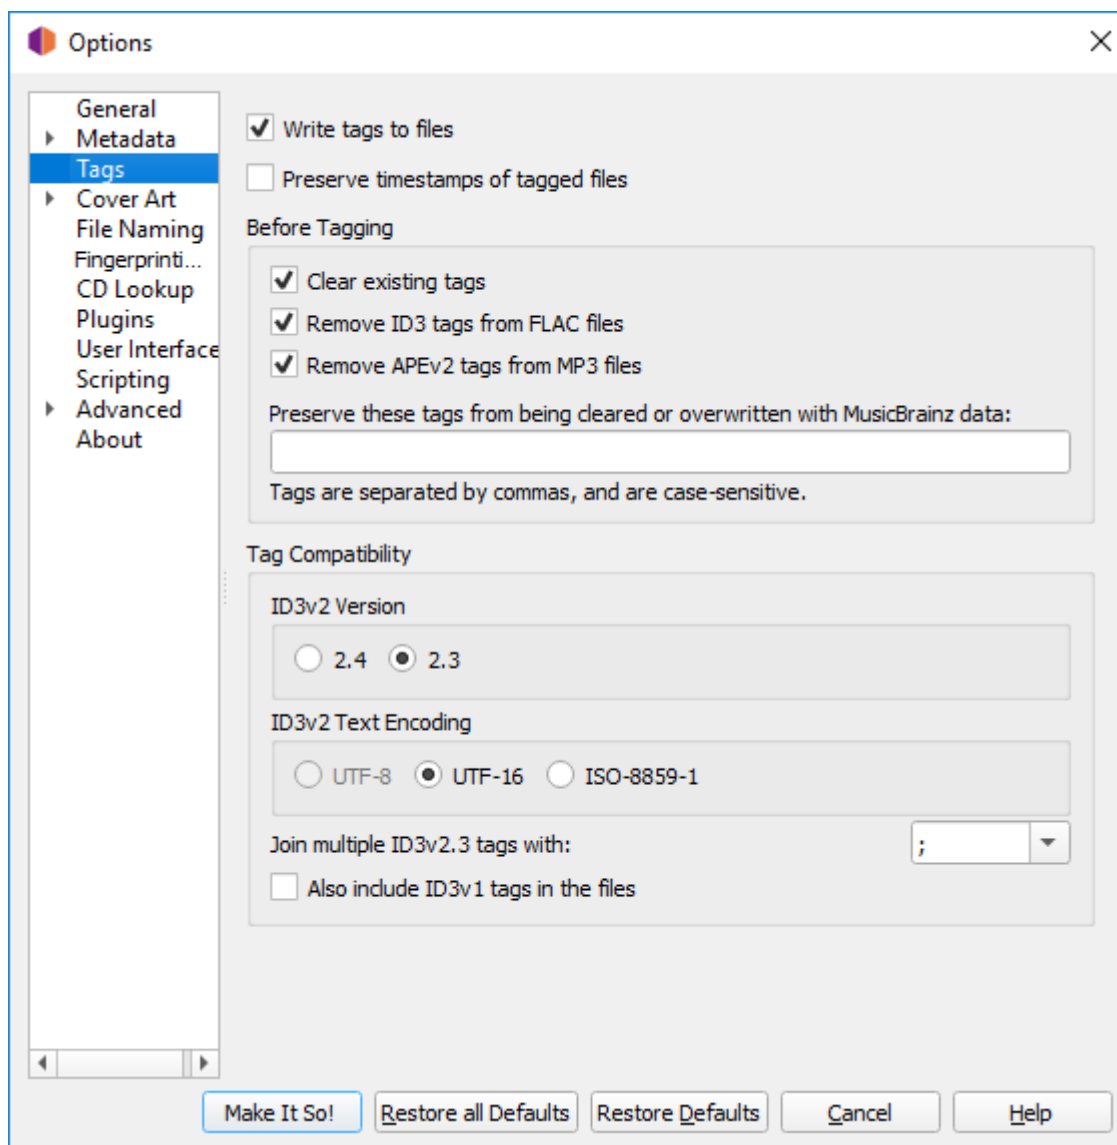 Options
General
Metadata
Tags
Cover Art
File Naming
Fingerprinti...
CD Lookup
Plugins
User Interface
Scripting
Advanced
About
Write tags to files
Preserve timestamps of tagged files
Before Tagging
Clear existing tags
Remove ID3 tags from FLAC files
Remove APEv2 tags from MP3 files
Preserve these tags from being cleared or overwritten with MusicBrainz data:
Tags are separated by commas, and are case-sensitive.
Tag Compatibility
ID3v2 Version
2.4 2.3
ID3v2 Text Encoding
UTF-8 UTF-16 ISO-8859-1
Join multiple ID3v2.3 tags with: ;
Also include ID3v1 tags in the files
Make It So! Restore all Defaults Restore Defaults Cancel Help